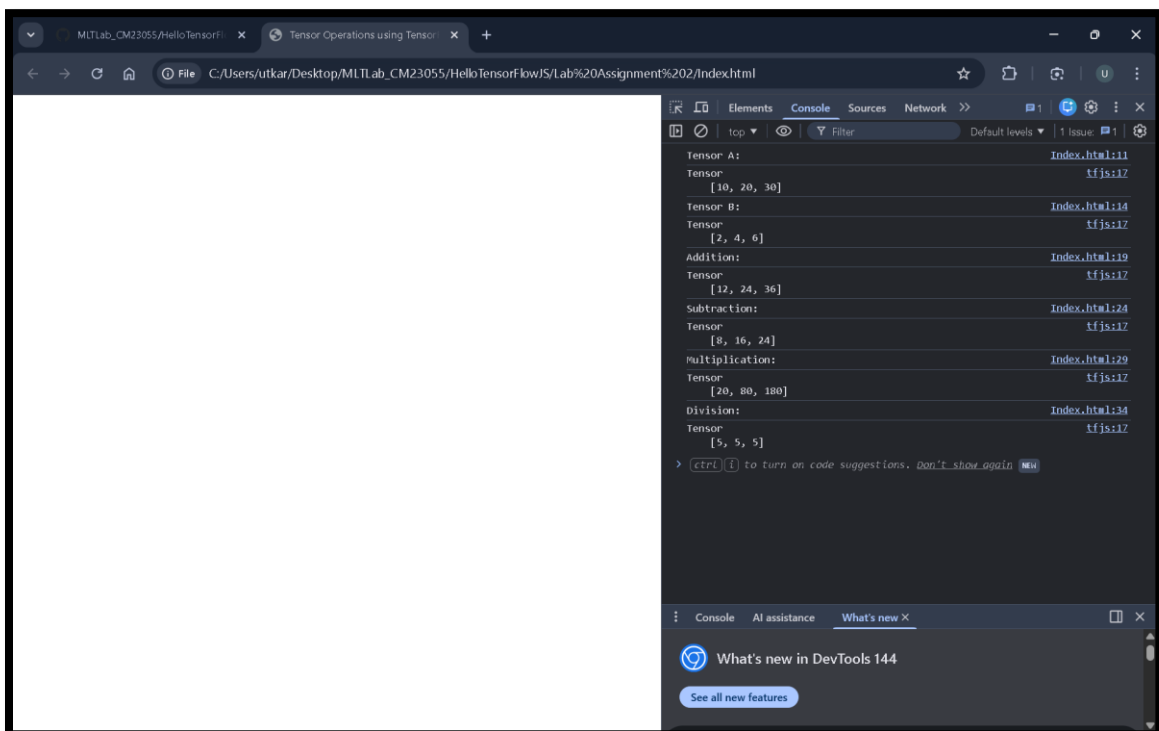 MLTLab_CM23055/HelloTensorFl
Tensor Operations using Tensor
File C:/Users/utkar/Desktop/MLTLab_CM23055/HelloTensorFlowJS/Lab%20Assignment%202/Index.html
U
Elements Console Sources Network 1
top Filter Default levels 1 Issue: 1
Tensor A: Index.html:11
Tensor tfjs:17
[10, 20, 30]
Tensor B: Index.html:14
Tensor tfjs:17
[2, 4, 6]
Addition: Index.html:19
Tensor tfjs:17
[12, 24, 36]
Subtraction: Index.html:24
Tensor tfjs:17
[8, 16, 24]
Multiplication: Index.html:29
Tensor tfjs:17
[20, 80, 180]
Division: Index.html:34
Tensor tfjs:17
[5, 5, 5]
> ctrl i to turn on code suggestions. Don't show again NEW
Console AI assistance What's new
What's new in DevTools 144
See all new features